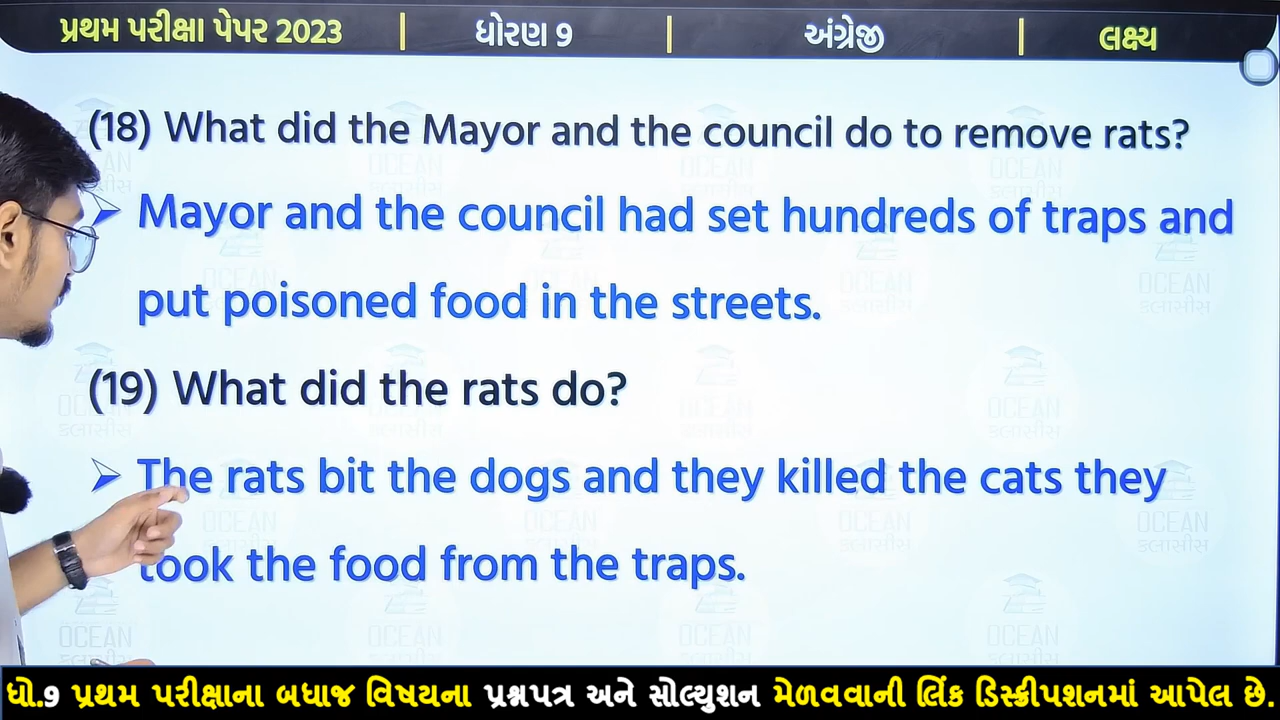 પ્રથમ પરીક્ષા પેપર 2023 | ધોરણ 9 | અંગ્રેજી | લક્ષ્ય
(18) What did the Mayor and the council do to remove rats?
➢ Mayor and the council had set hundreds of traps and
put poisoned food in the streets.
(19) What did the rats do?
➢ The rats bit the dogs and they killed the cats they
took the food from the traps.
OCEAN
ક્લાસીસ
ધો.9 પ્રથમ પરીક્ષાના બધાજ વિષયના પ્રશ્નપત્ર અને સોલ્યુશન મેળવવાની લિંક ડિસ્ક્રીપશનમાં આપેલ છે.